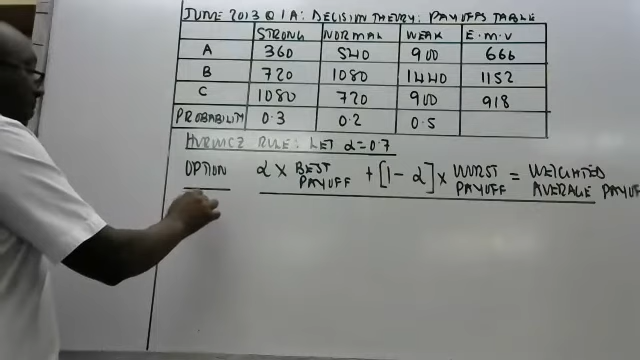 JUNE 2013 Q1A: DECISION THEORY: PAYOFFS TABLE
STRONG NORMAL WEAK E.M.V
A 360 540 900 666
B 720 1080 1440 1152
C 1080 720 900 918
PROBABILITY 0.3 0.2 0.5
HURWICZ RULE: LET α=0.7
OPTION α × BEST PAYOFF + [1-α] × WORST PAYOFF = WEIGHTED AVERAGE PAYOFF